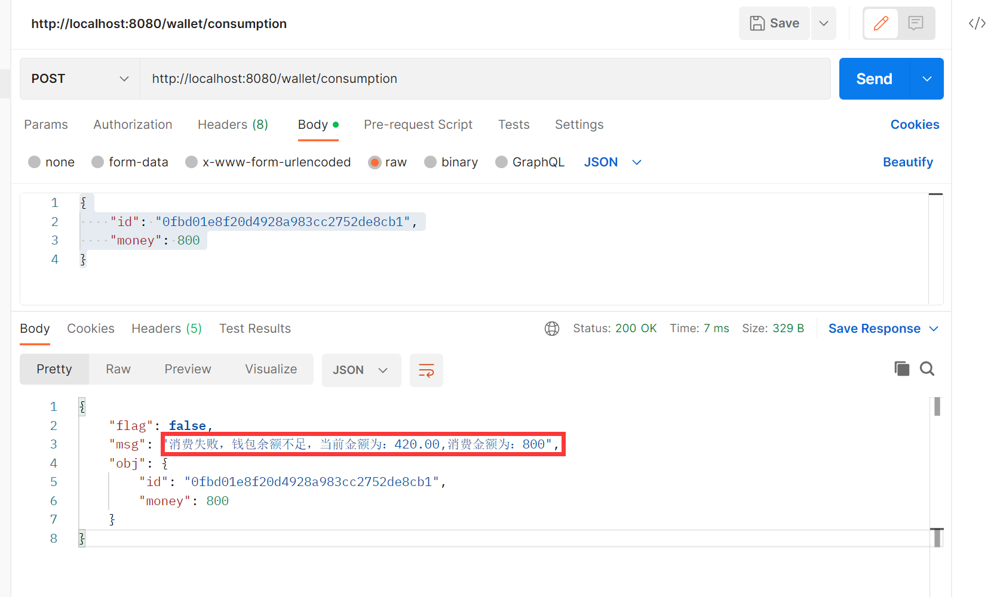 http://localhost:8080/wallet/consumption
Save
POST
http://localhost:8080/wallet/consumption
Send
Params Authorization Headers (8) Body Pre-request Script Tests Settings Cookies
none form-data x-www-form-urlencoded raw binary GraphQL JSON Beautify
1 {
2 "id": "0fbd01e8f20d4928a983cc2752de8cb1",
3 "money": 800
4 }
Body Cookies Headers (5) Test Results Status: 200 OK Time: 7 ms Size: 329 B Save Response
Pretty Raw Preview Visualize JSON
1 {
2 "flag": false,
3 "msg": "消费失败，钱包余额不足，当前金额为：420.00,消费金额为：800",
4 "obj": {
5 "id": "0fbd01e8f20d4928a983cc2752de8cb1",
6 "money": 800
7 }
8 }